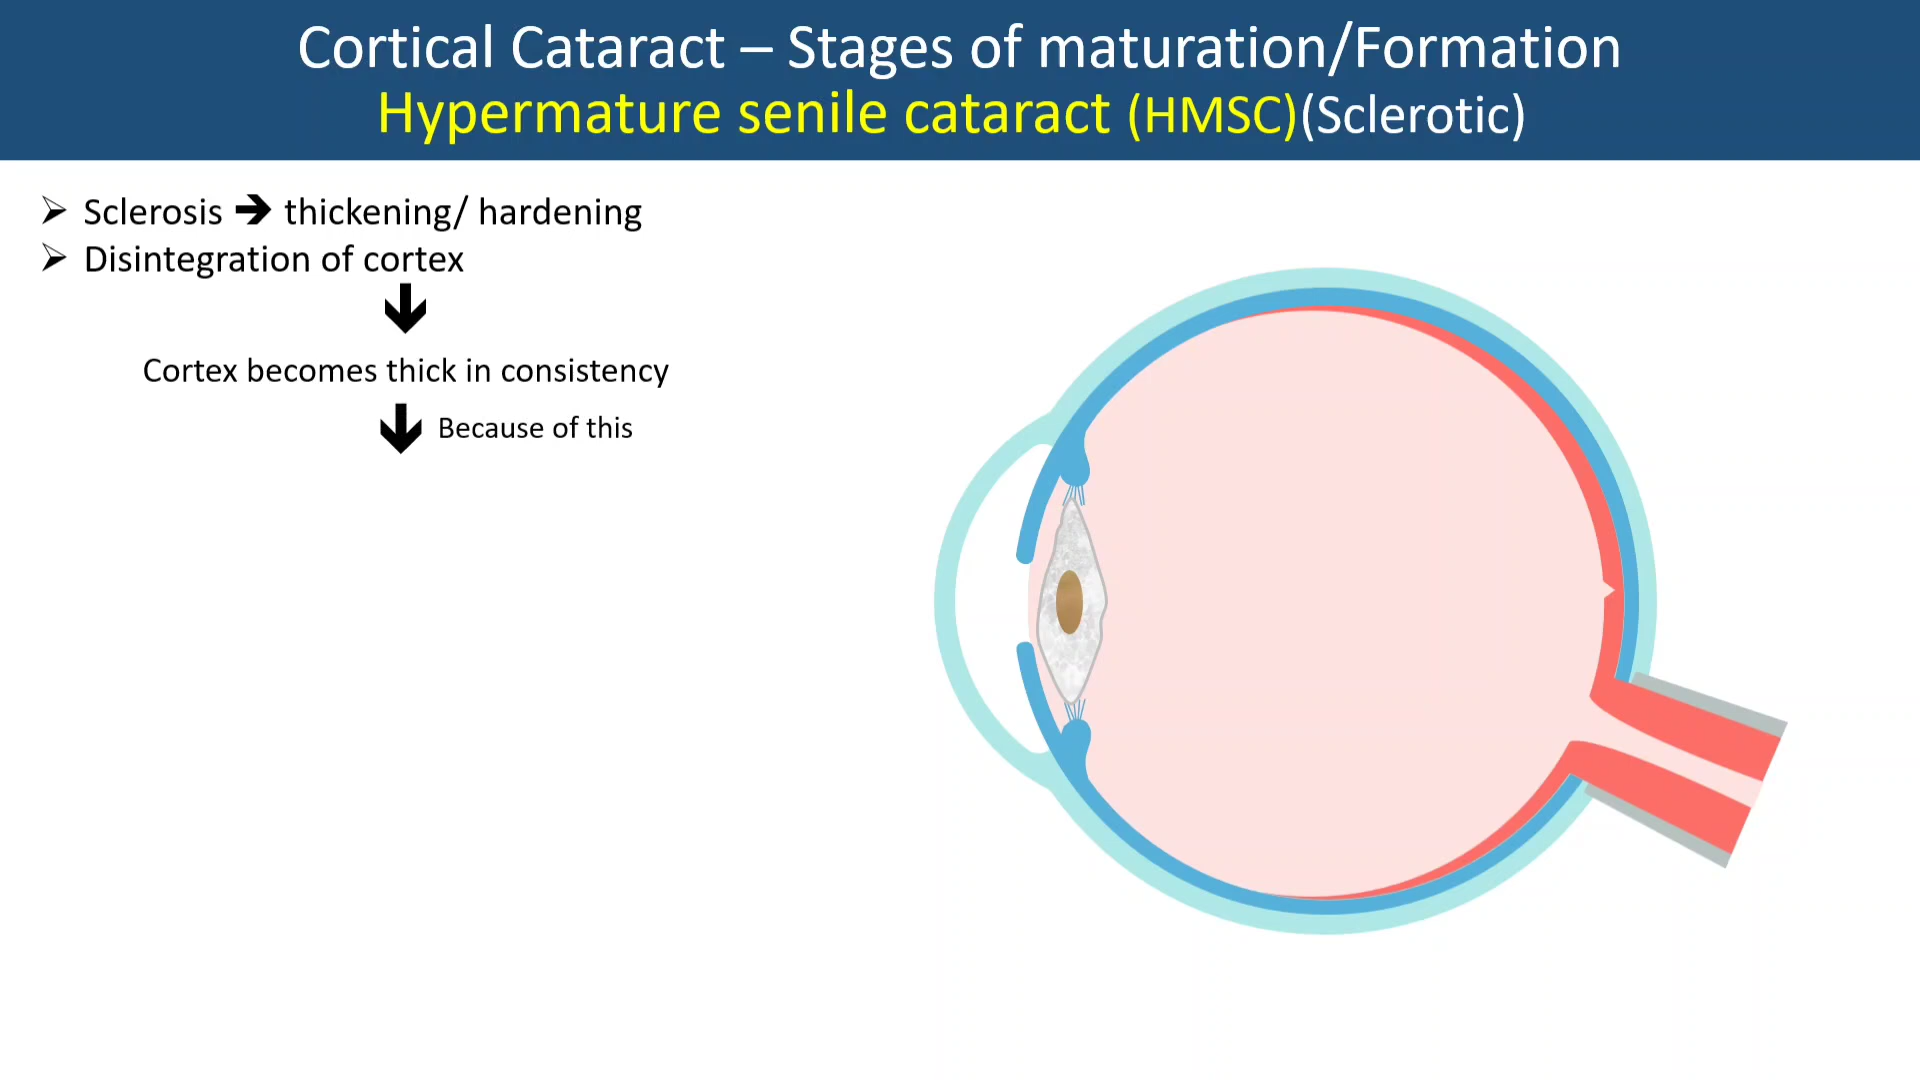 Cortical Cataract – Stages of maturation/Formation
Hypermature senile cataract (HMSC)(Sclerotic)
➢ Sclerosis ➔ thickening/ hardening
➢ Disintegration of cortex
Cortex becomes thick in consistency
Because of this